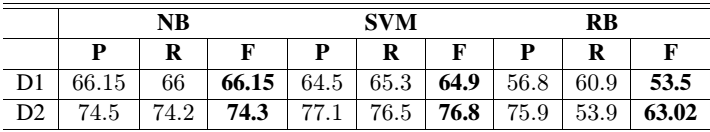 NB SVM RB
P R F P R F P R F
D1 66.15 66 66.15 64.5 65.3 64.9 56.8 60.9 53.5
D2 74.5 74.2 74.3 77.1 76.5 76.8 75.9 53.9 63.02